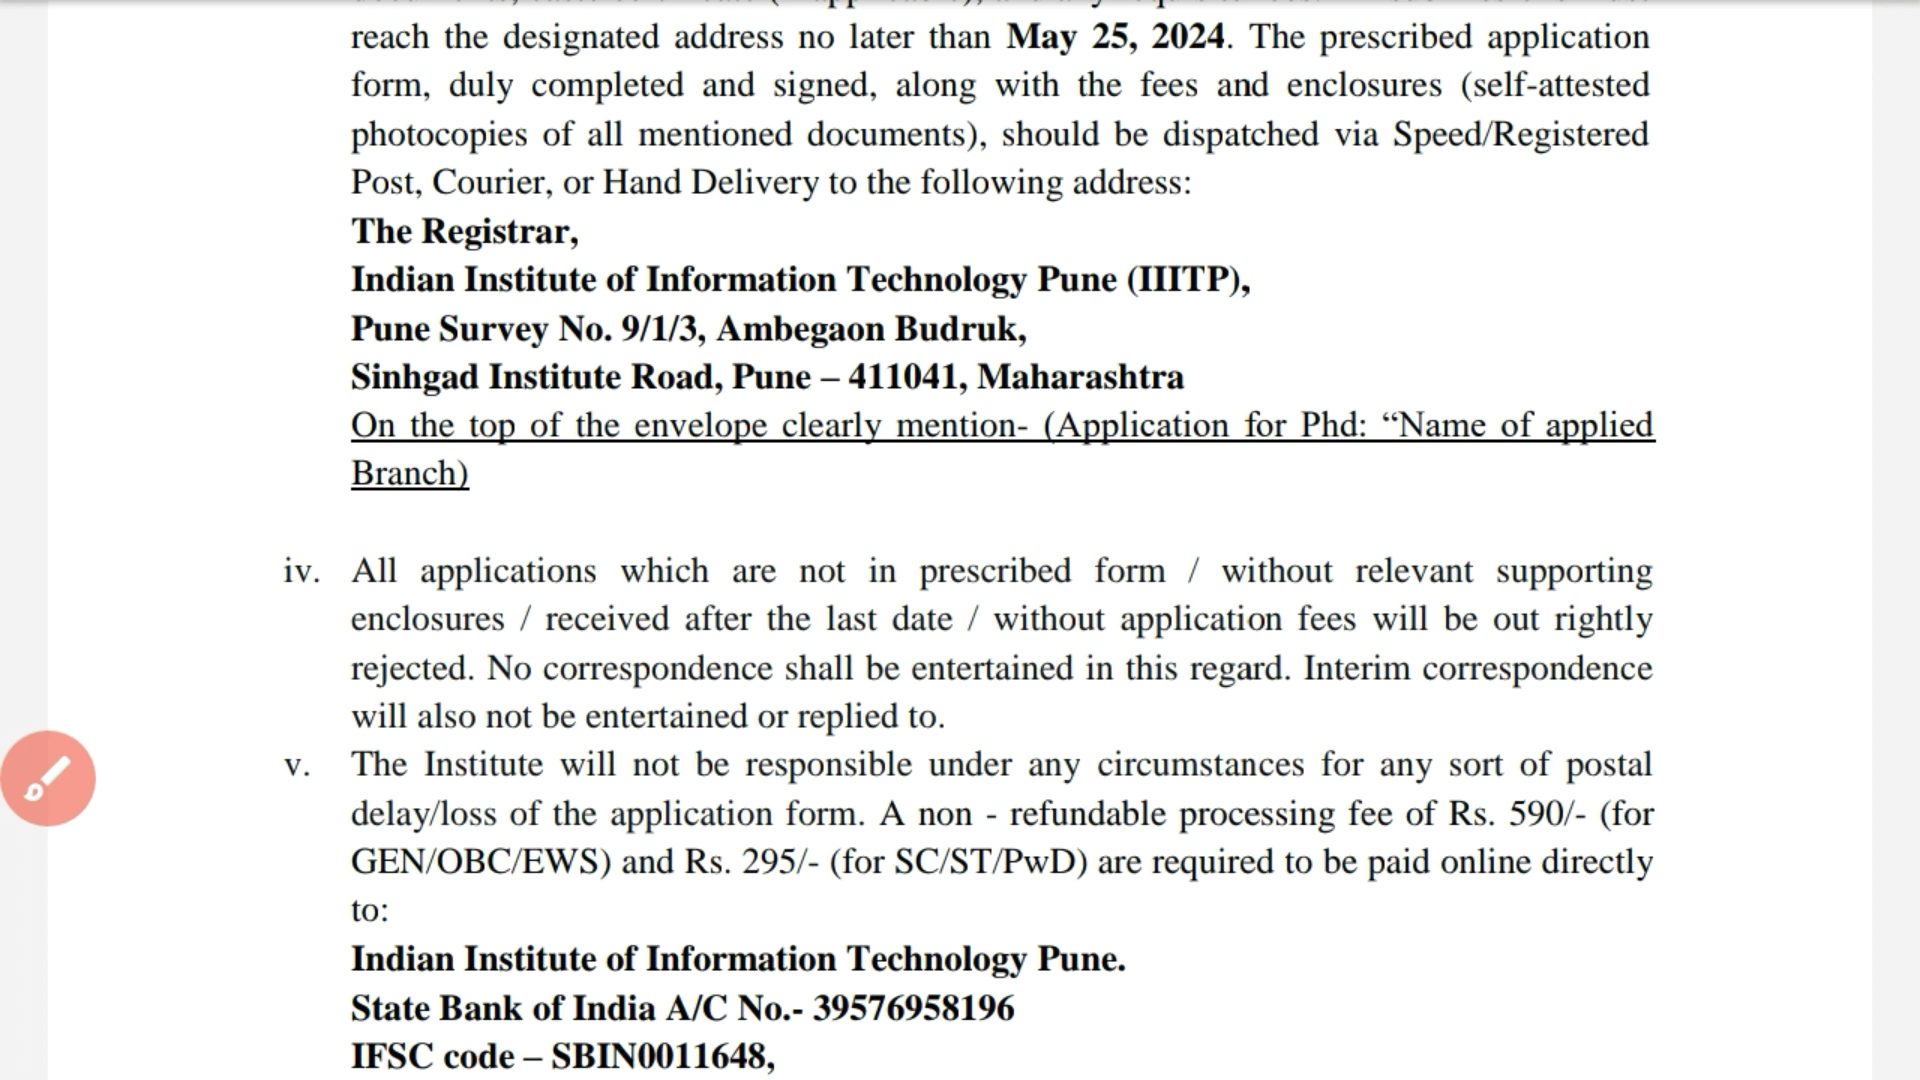 reach the designated address no later than May 25, 2024. The prescribed application
form, duly completed and signed, along with the fees and enclosures (self-attested
photocopies of all mentioned documents), should be dispatched via Speed/Registered
Post, Courier, or Hand Delivery to the following address:
The Registrar,
Indian Institute of Information Technology Pune (IIITP),
Pune Survey No. 9/1/3, Ambegaon Budruk,
Sinhgad Institute Road, Pune – 411041, Maharashtra
On the top of the envelope clearly mention- (Application for Phd: “Name of applied
Branch)
iv. All applications which are not in prescribed form / without relevant supporting
enclosures / received after the last date / without application fees will be out rightly
rejected. No correspondence shall be entertained in this regard. Interim correspondence
will also not be entertained or replied to.
v. The Institute will not be responsible under any circumstances for any sort of postal
delay/loss of the application form. A non - refundable processing fee of Rs. 590/- (for
GEN/OBC/EWS) and Rs. 295/- (for SC/ST/PwD) are required to be paid online directly
to:
Indian Institute of Information Technology Pune.
State Bank of India A/C No.- 39576958196
IFSC code – SBIN0011648,